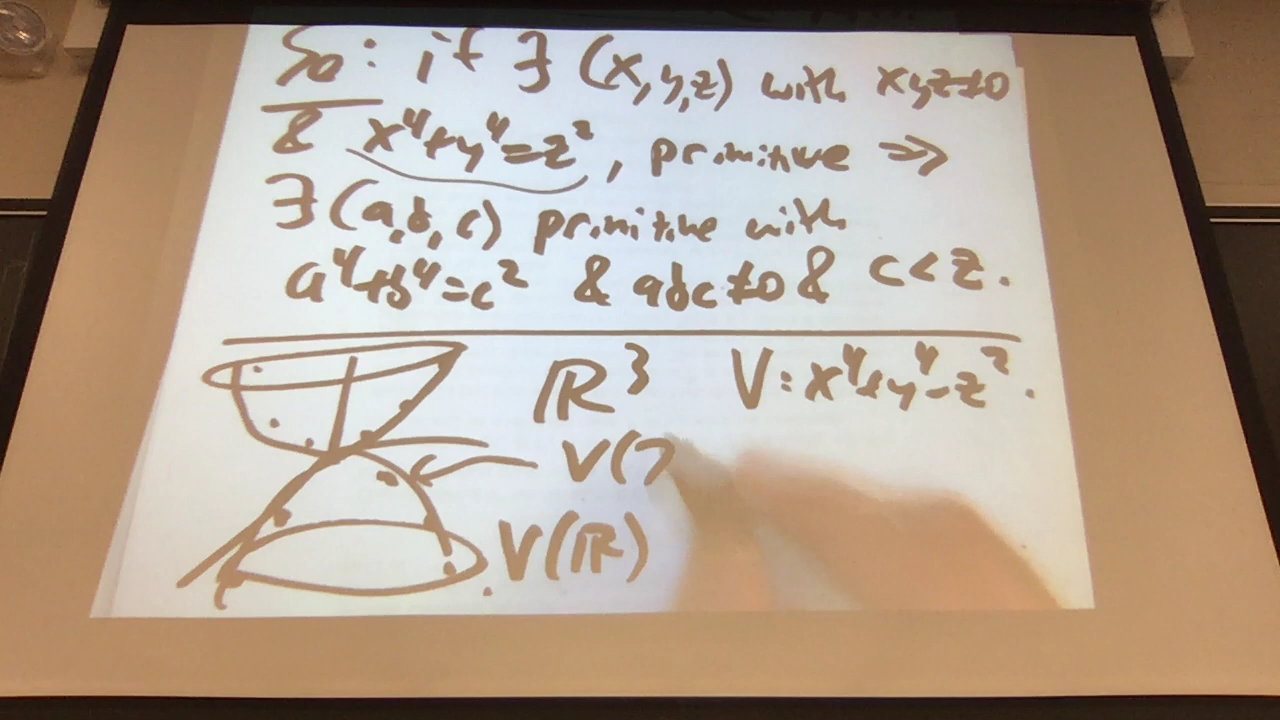 So: if ∃ (x,y,z) with xyz≠0
& x⁴+y⁴=z², primitive ⇒
∃(a,b,c) primitive with
a⁴+b⁴=c² & abc≠0 & c<z.
ℝ³ V: x⁴+y⁴-z².
V(
V(ℝ)